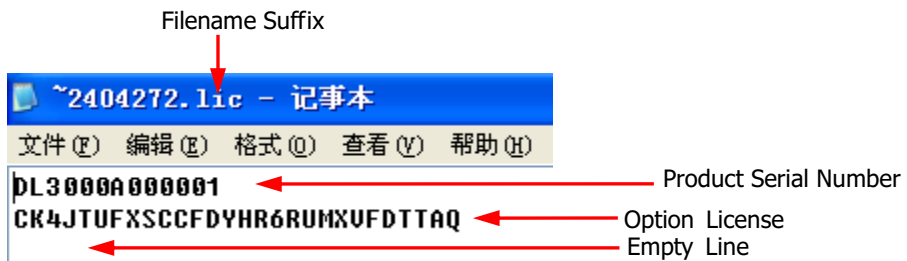 Filename Suffix
~2404272.lic - 记事本
文件(F) 编辑(E) 格式(O) 查看(V) 帮助(H)
DL3000A000001 Product Serial Number
CK4JTUFXSCCFDYHR6RUMXVFDTTAQ Option License
Empty Line